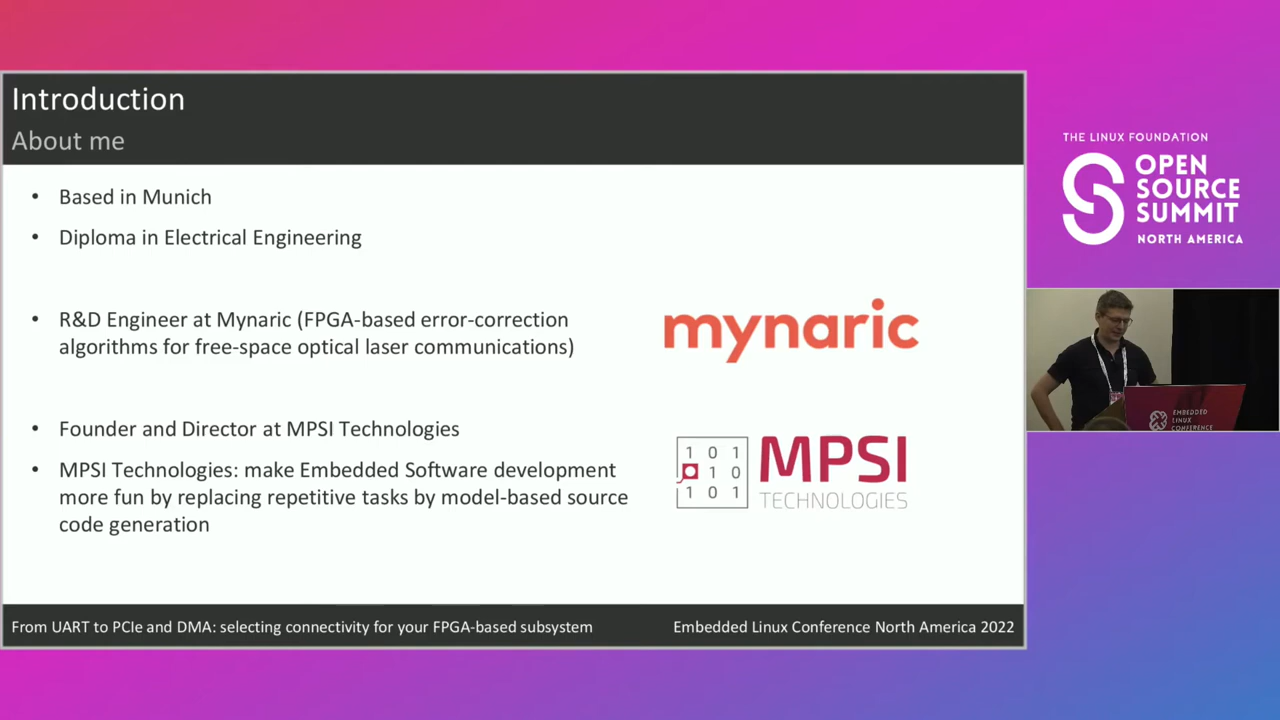 Introduction
About me
• Based in Munich
• Diploma in Electrical Engineering
• R&D Engineer at Mynaric (FPGA-based error-correction
algorithms for free-space optical laser communications)
mynaric
• Founder and Director at MPSI Technologies
• MPSI Technologies: make Embedded Software development
more fun by replacing repetitive tasks by model-based source
code generation
1 0 1
1 0
1 0 1
MPSI
TECHNOLOGIES
From UART to PCIe and DMA: selecting connectivity for your FPGA-based subsystem
Embedded Linux Conference North America 2022
THE LINUX FOUNDATION
OPEN
SOURCE
SUMMIT
NORTH AMERICA
EMBEDDED
LINUX
CONFERENCE